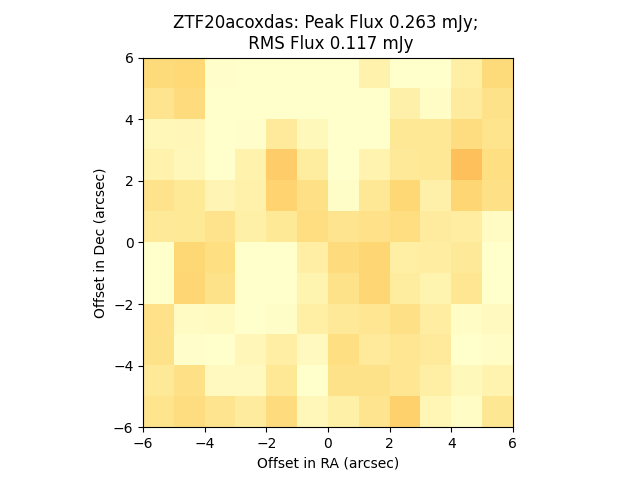 ZTF20acoxdas: Peak Flux 0.263 mJy;
RMS Flux 0.117 mJy
6
4
2
0
−2
−4
−6
Offset in Dec (arcsec)
−6 −4 −2 0 2 4 6
Offset in RA (arcsec)